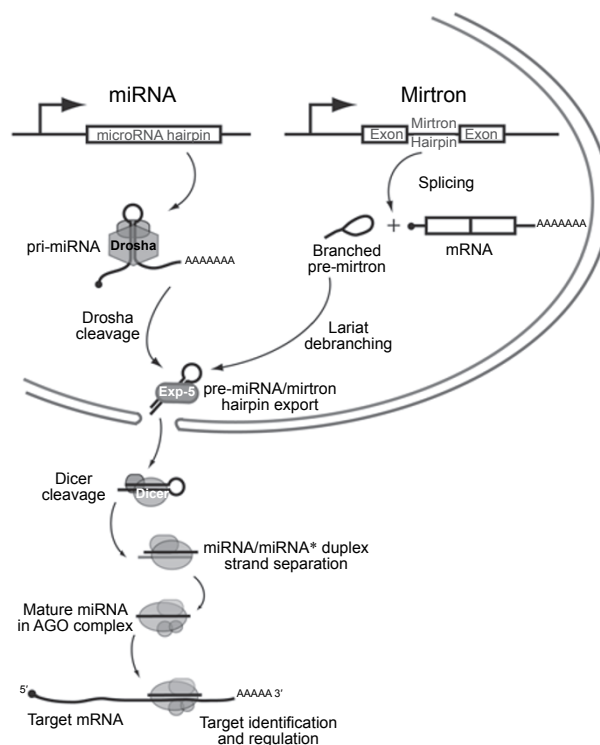 miRNA
Mirtron
microRNA hairpin
Exon
Mirtron
Hairpin
Exon
Splicing
pri-miRNA
Drosha
AAAAAAA
Branched
pre-mirtron
+
AAAAAAA
mRNA
Drosha
cleavage
Lariat
debranching
Exp-5
pre-miRNA/mirtron
hairpin export
Dicer
cleavage
Dicer
miRNA/miRNA* duplex
strand separation
Mature miRNA
in AGO complex
5′
AAAAA 3′
Target mRNA
Target identification
and regulation